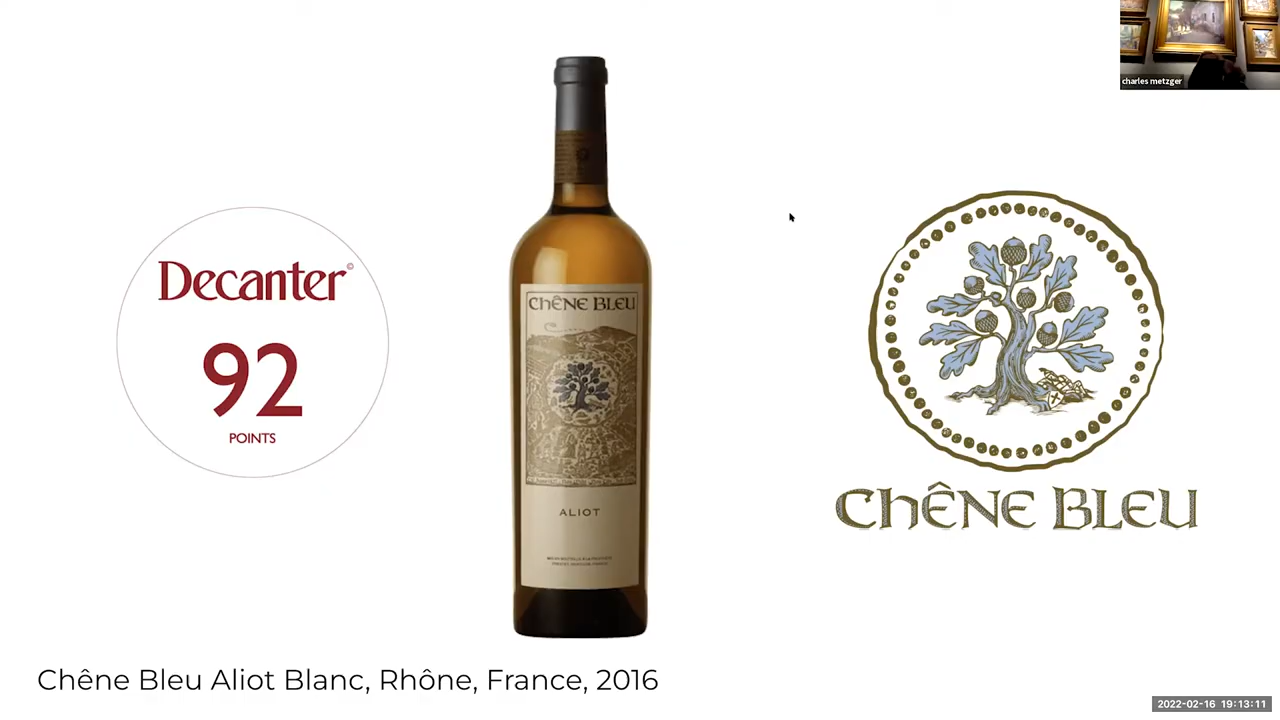 charles metzger
Decanter©
92
POINTS
CHÊNE BLEU
ALIOT
CHÊNE BLEU
Chêne Bleu Aliot Blanc, Rhône, France, 2016
2022-02-16 19:13:11